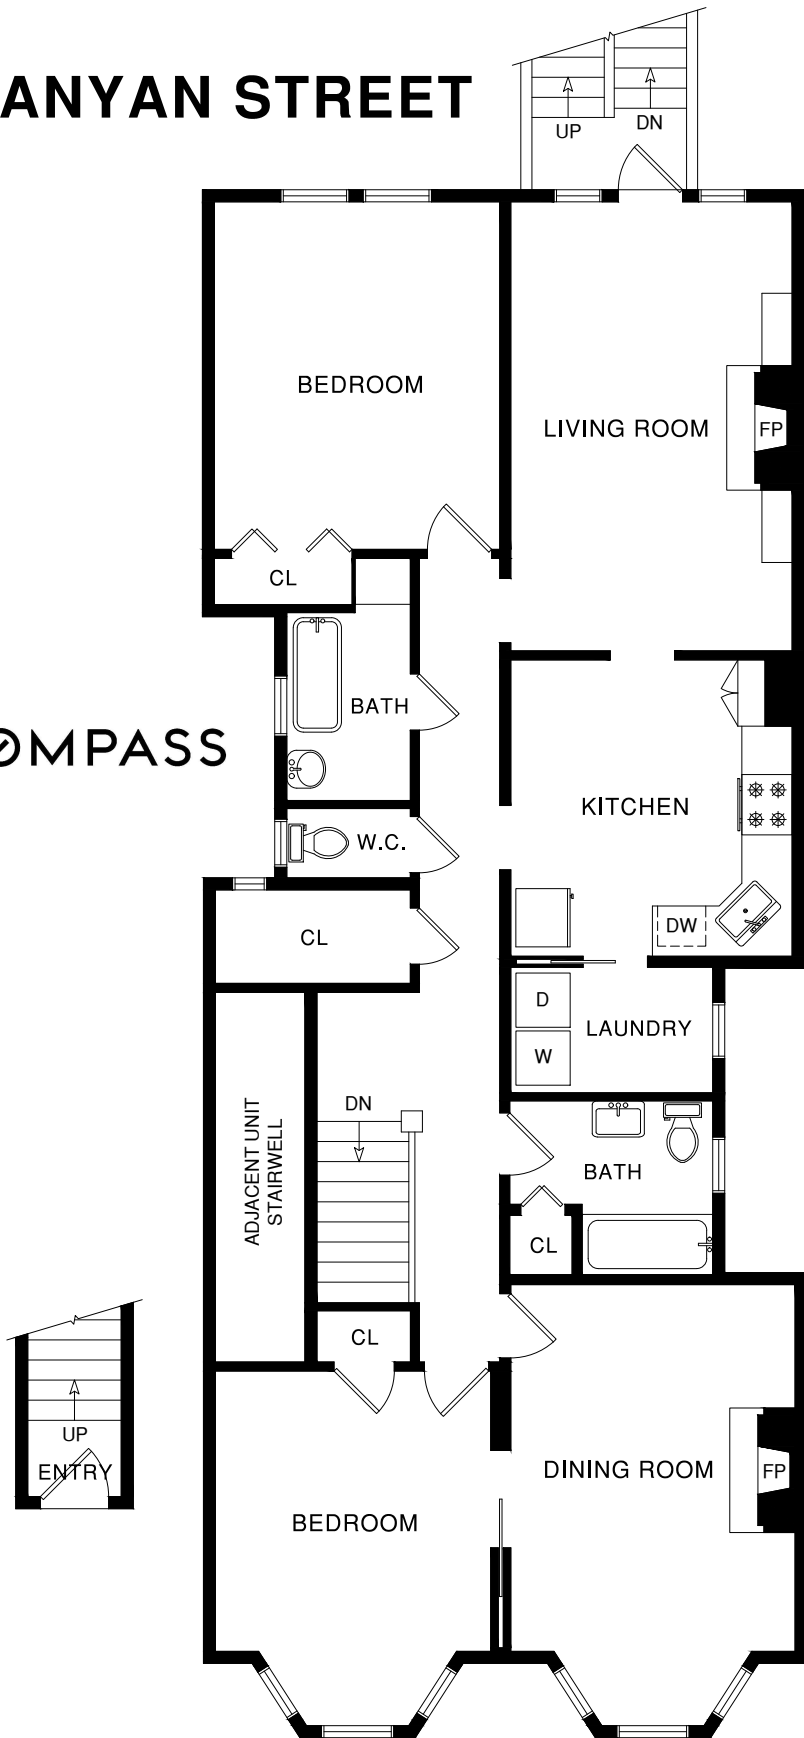 ANYAN STREET
UP
DN
BEDROOM
LIVING ROOM
FP
CL
BATH
OMPASS
KITCHEN
W.C.
CL
DW
D
LAUNDRY
W
DN
ADJACENT UNIT
STAIRWELL
BATH
CL
CL
UP
ENTRY
DINING ROOM
FP
BEDROOM